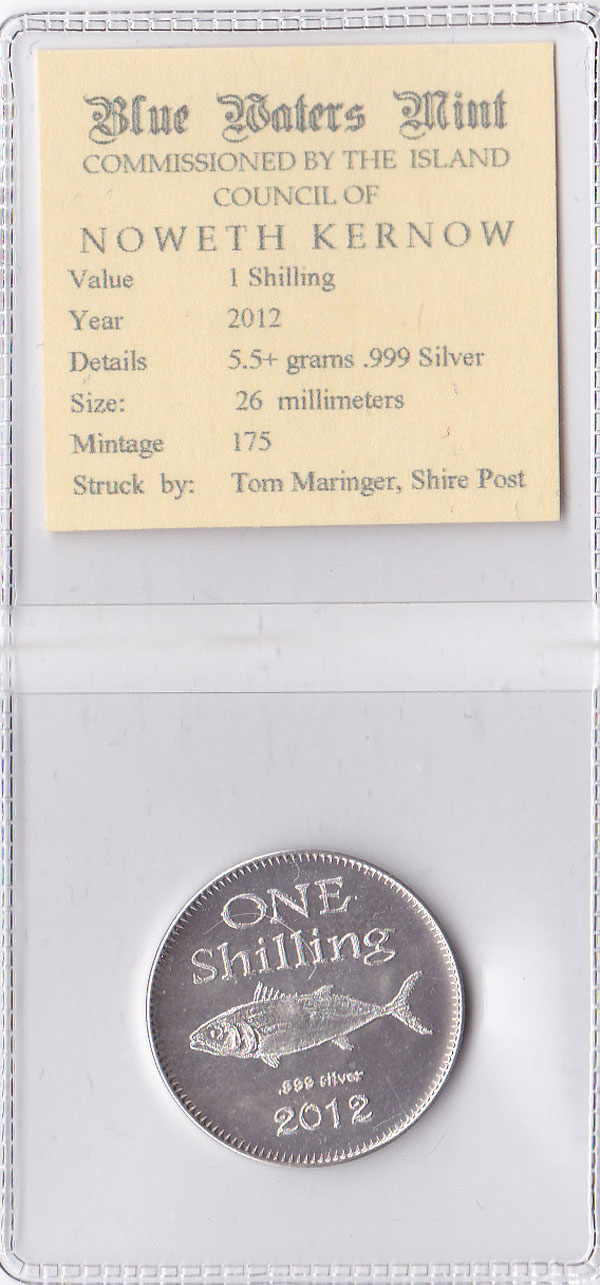 Blue Waters Mint
COMMISSIONED BY THE ISLAND
COUNCIL OF
NOWETH KERNOW
Value 1 Shilling
Year 2012
Details 5.5+ grams .999 Silver
Size: 26 millimeters
Mintage 175
Struck by: Tom Maringer, Shire Post
ONE
Shilling
.999 silver
2012